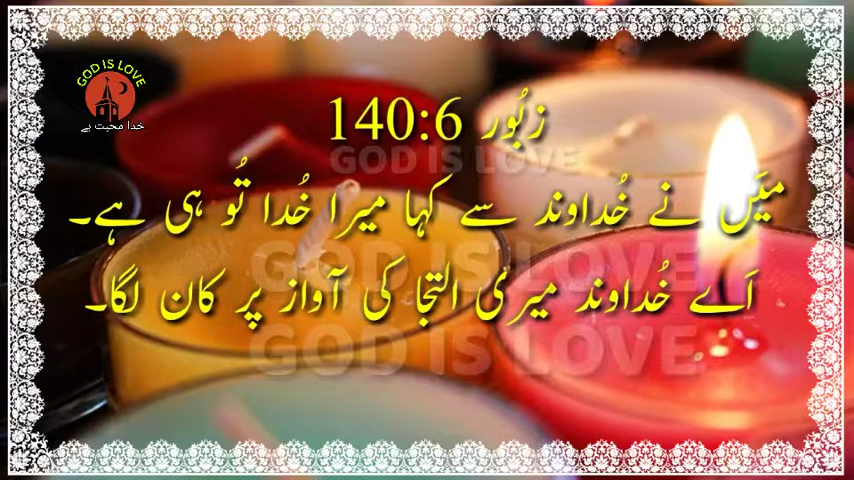 GOD IS LOVE
خدا محبت ہے
زبُور 140:6
GOD IS LOVE
میَں نے خُداوند سے کہا میرا خُدا تُو ہی ہے۔
GOD IS LOVE
اَے خُداوند میری التجا کی آواز پر کان لگا۔
GOD IS LOVE